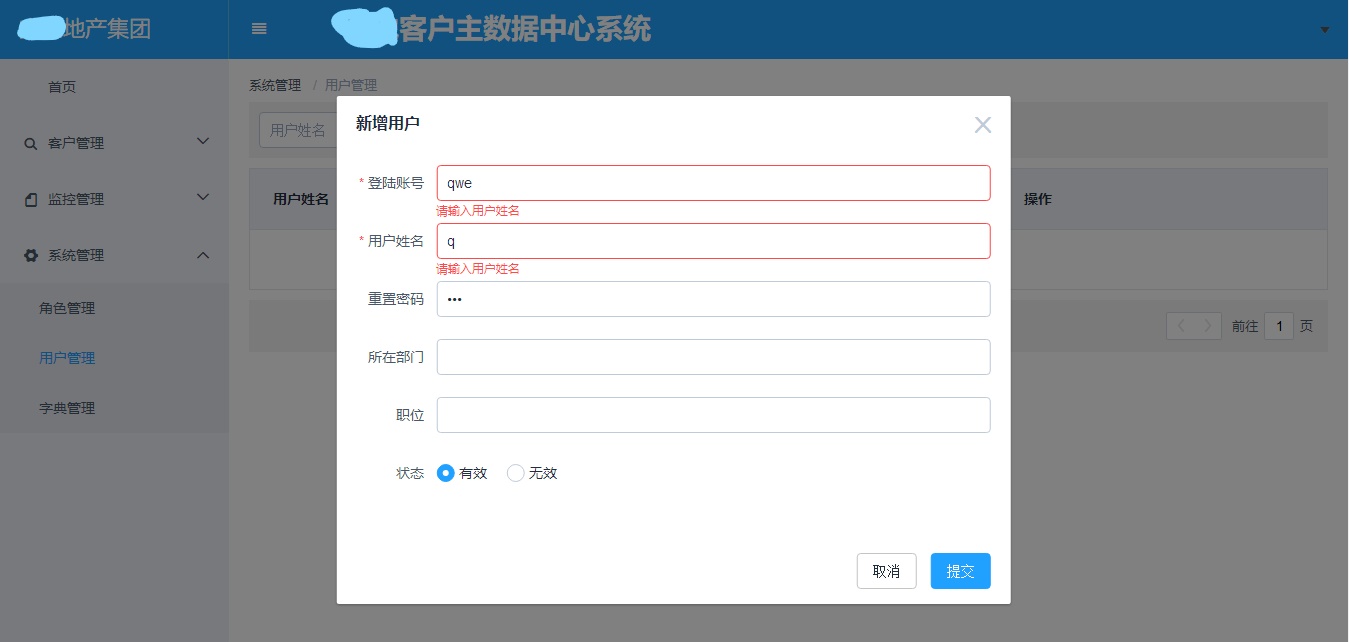 地产集团
客户主数据中心系统
首页
客户管理
监控管理
系统管理
角色管理
用户管理
字典管理
系统管理 / 用户管理
用户姓名
用户姓名
操作
前往 1 页
新增用户
* 登陆账号 qwe
请输入用户姓名
* 用户姓名 q
请输入用户姓名
重置密码 •••
所在部门
职位
状态 有效 无效
取消 提交